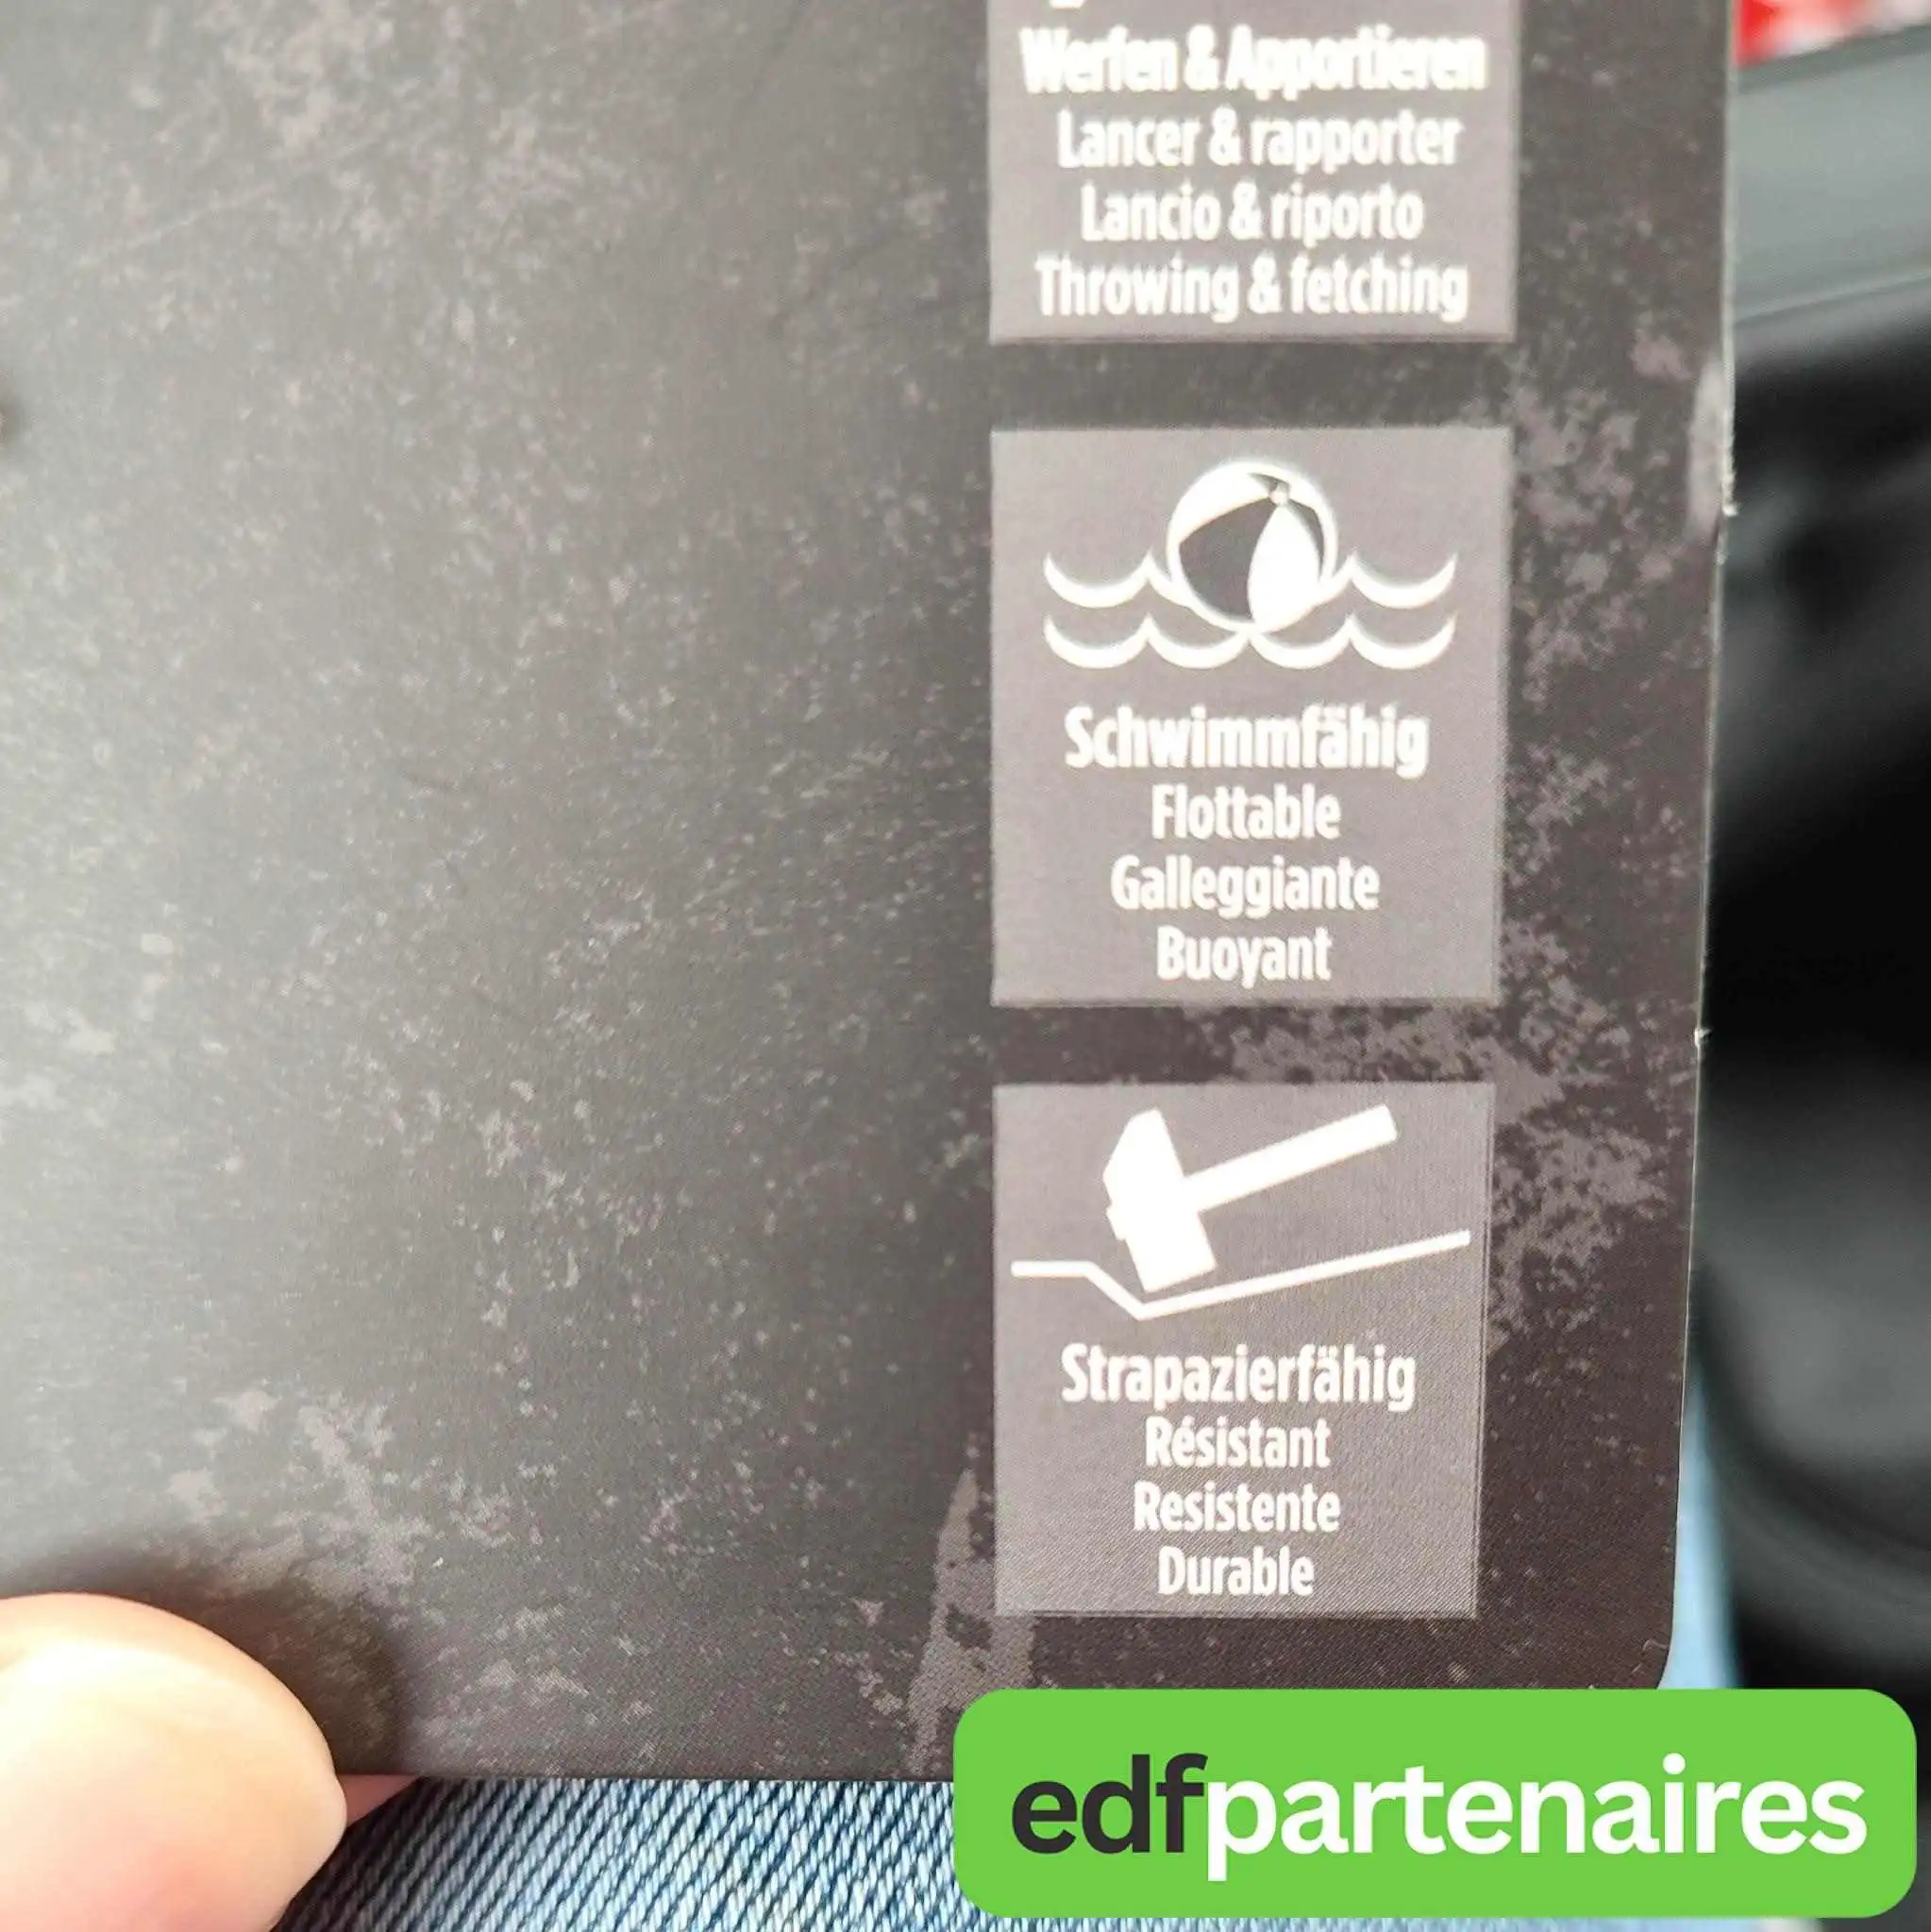 Werfen & Apportieren
Lancer & rapporter
Lancio & riporto
Throwing & fetching
Schwimmfähig
Flottable
Galleggiante
Buoyant
Strapazierfähig
Résistant
Resistente
Durable
edfpartenaires